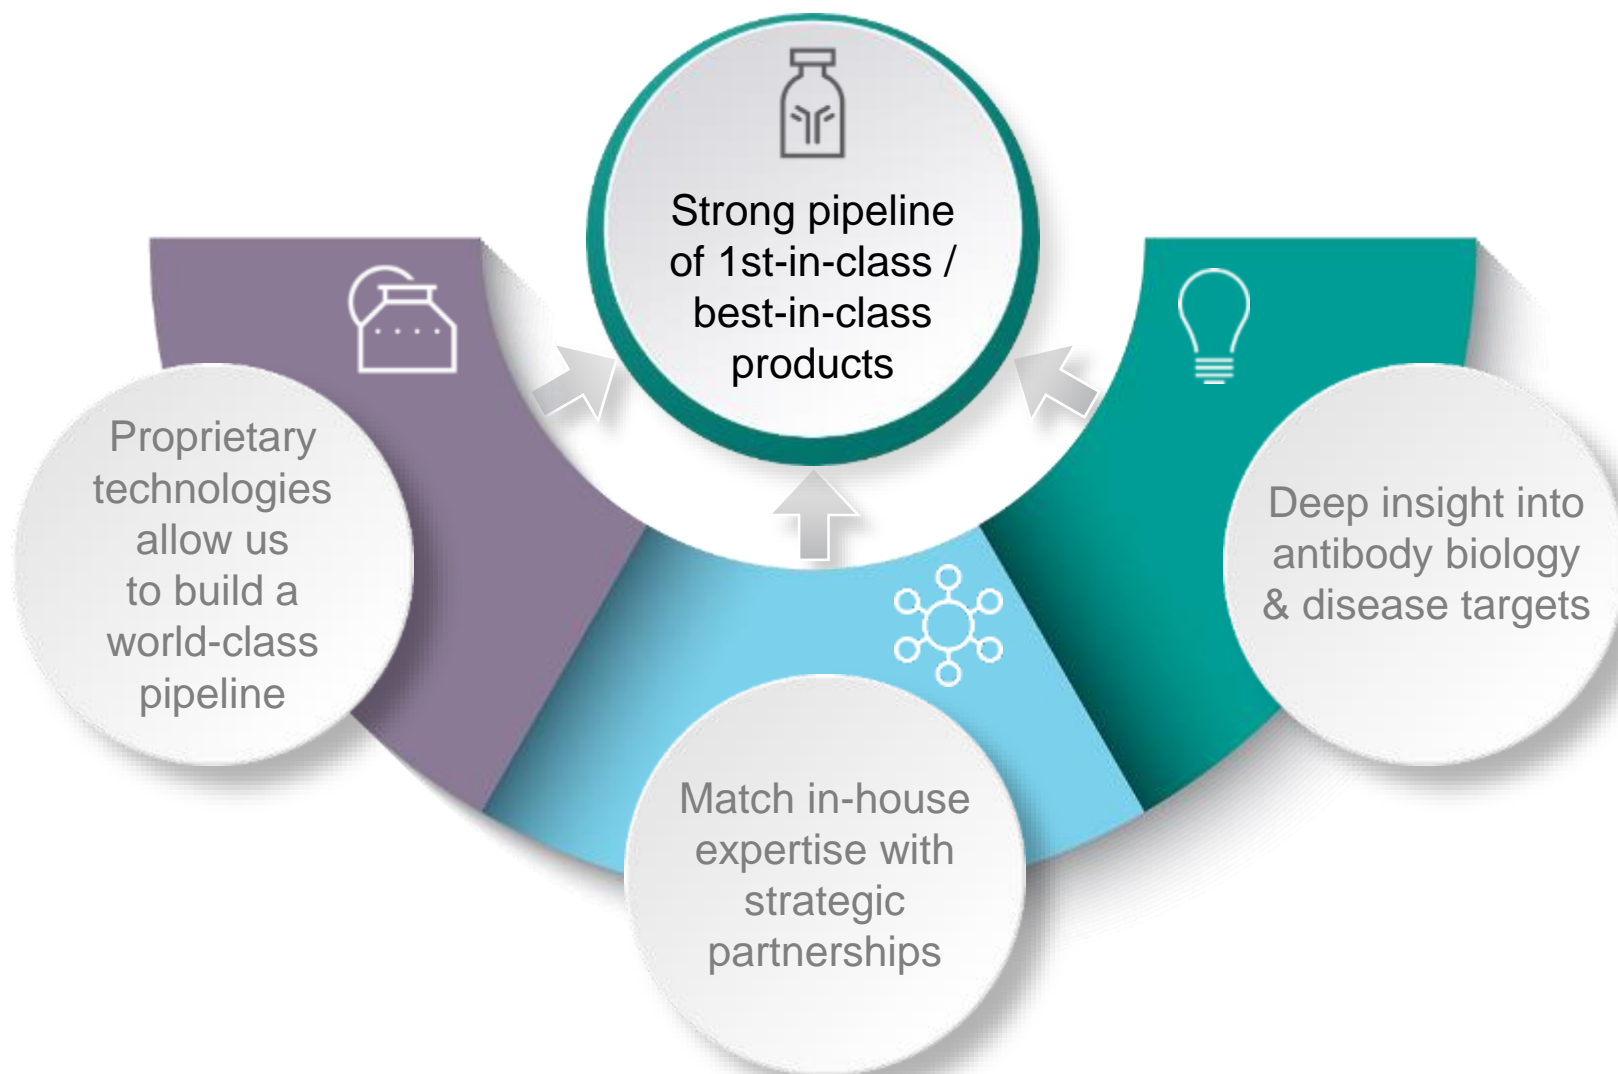 Strong pipeline
of 1st-in-class /
best-in-class
products
Proprietary
technologies
allow us
to build a
world-class
pipeline
Match in-house
expertise with
strategic
partnerships
Deep insight into
antibody biology
& disease targets